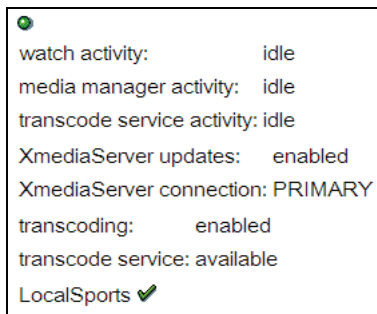 watch activity: idle
media manager activity: idle
transcode service activity: idle
XmediaServer updates: enabled
XmediaServer connection: PRIMARY
transcoding: enabled
transcode service: available
LocalSports